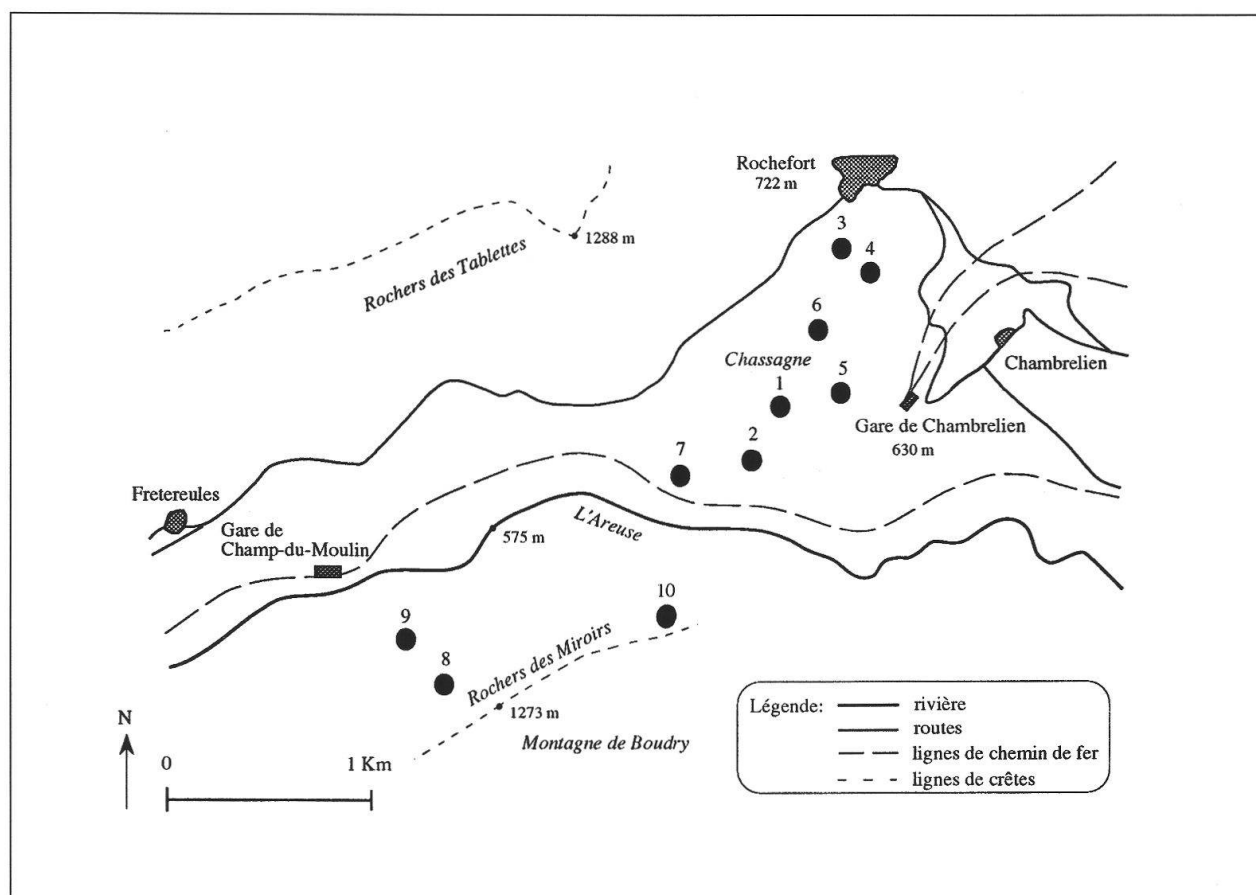 Rochefort
722 m
3
4
1288 m
Rochers des Tablettes
6
Chassagne
Chambrelien
5
1
Gare de Chambrelien
630 m
2
7
Fretereules
Gare de
Champ-du-Moulin
L'Areuse
575 m
10
9
8
Rochers des Miroirs
1273 m
Montagne de Boudry
N
0 1 Km
Légende:
rivière
routes
lignes de chemin de fer
lignes de crêtes